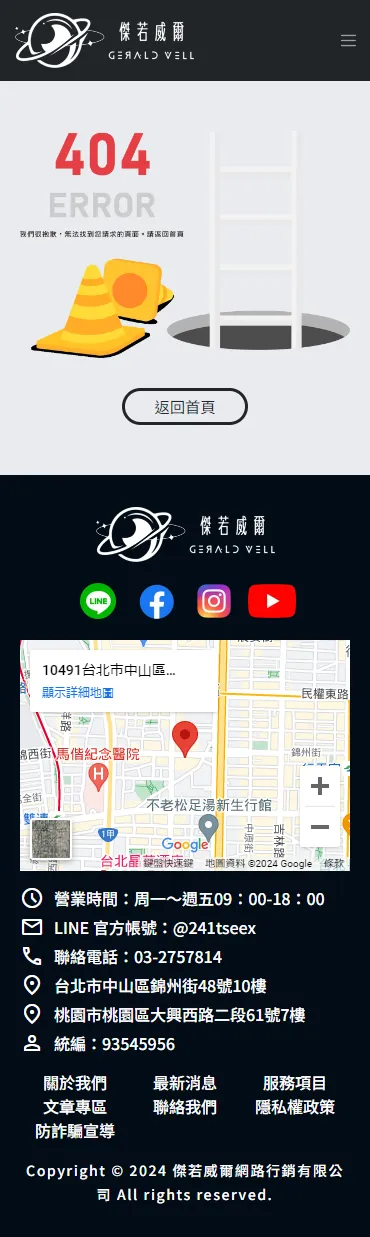 傑若威爾
GERALD WELL
404
ERROR
我們很抱歉，無法找到您請求的頁面。請返回首頁
返回首頁
傑若威爾
GERALD WELL
LINE
10491台北市中山區...
顯示詳細地圖
民權東路
錦州街
錦西街
馬偕紀念醫院
H
不老松足湯新生行館
雙連
1甲
中原街
吉林路
Google
鍵盤快速鍵
地圖資料 ©2024 Google
條款
營業時間：周一～週五09：00-18：00
LINE 官方帳號：@241tseex
聯絡電話：03-2757814
台北市中山區錦州街48號10樓
桃園市桃園區大興西路二段61號7樓
統編：93545956
關於我們 最新消息 服務項目
文章專區 聯絡我們 隱私權政策
防詐騙宣導
Copyright © 2024 傑若威爾網路行銷有限公
司 All rights reserved.